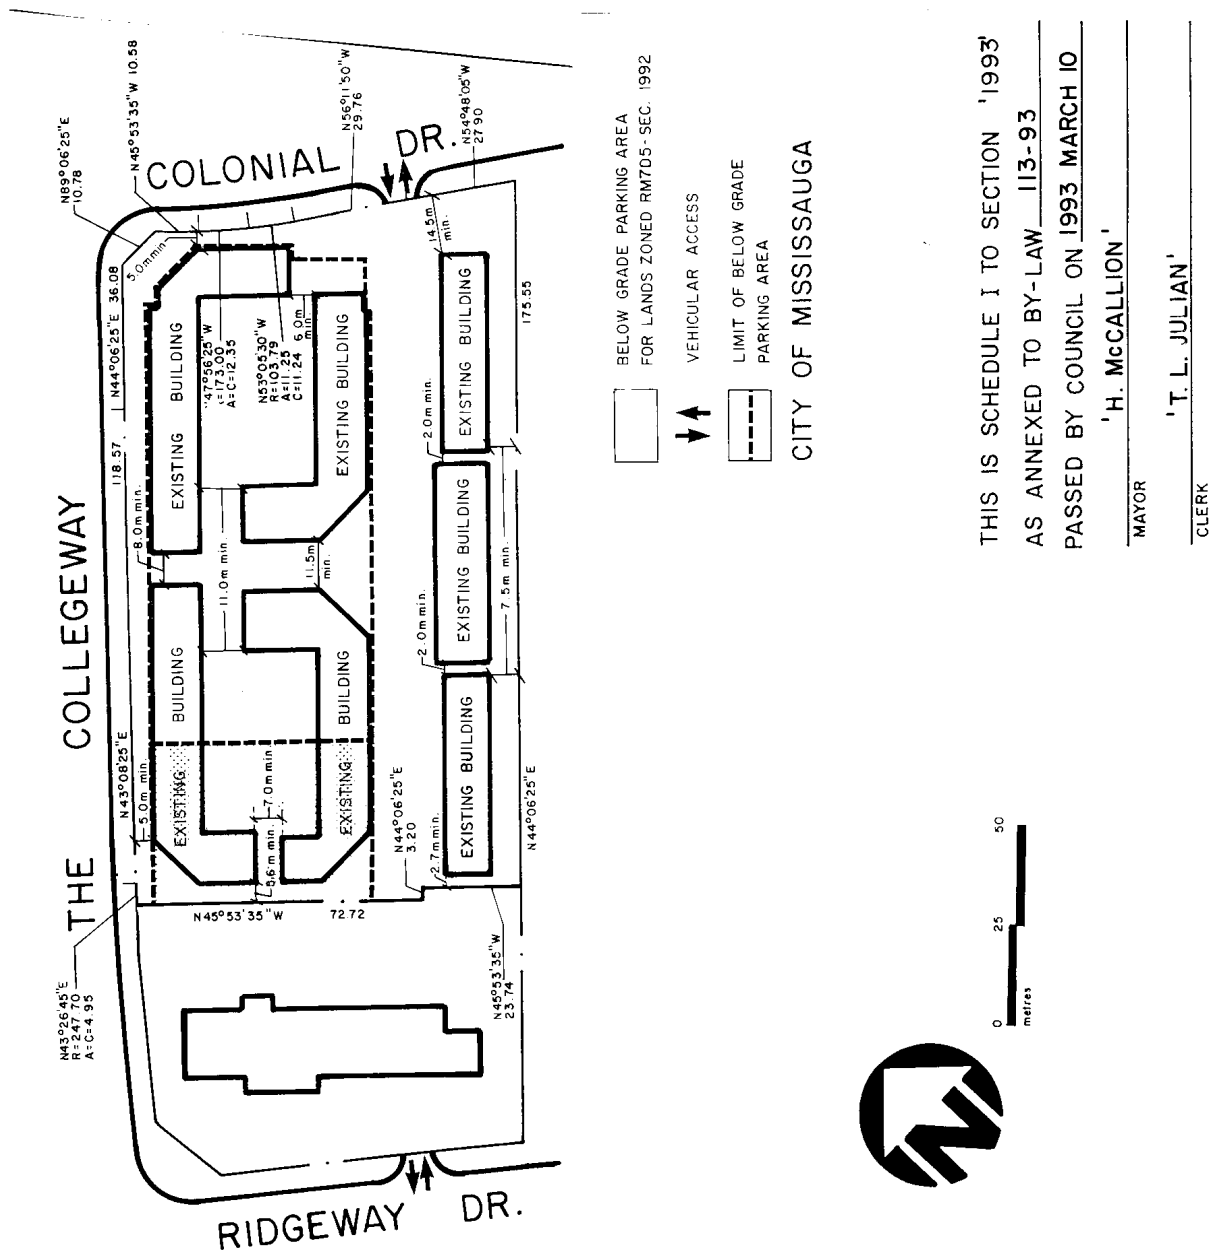 THE COLLEGEWAY
COLONIAL DR.
RIDGEWAY DR.
N43°26'45"E
R=247.70
A=C=4.95
N43°08'25"E
118.57
N44°06'25"E 36.08
N89°06'25"E
10.78
N45°53'35"W 10.58
N56°11'50"W
29.76
N54°48'05"W
27.90
5.0m min.
8.0m min.
5.0m min
EXISTING BUILDING
EXISTING BUILDING
47°56'25"W
=173.00
A=C=12.35
N53°05'30"W
R=103.79
A=11.25
C=11.24
6.0m
min.
11.0m min.
11.5m
min.
7.0m min.
5.6m min.
EXISTING BUILDING
EXISTING BUILDING
14.5m
min.
N45°53'35"W 72.72
N44°06'25"E
3.20
2.7m min.
2.0m min.
2.0m min.
EXISTING BUILDING
EXISTING BUILDING
EXISTING BUILDING
7.5m min.
N45°53'35"W
23.74
N44°06'25"E
175.55
BELOW GRADE PARKING AREA
FOR LANDS ZONED RM7D5-SEC. 1992
VEHICULAR ACCESS
LIMIT OF BELOW GRADE
PARKING AREA
CITY OF MISSISSAUGA
0 25 50
metres
THIS IS SCHEDULE I TO SECTION '1993'
AS ANNEXED TO BY-LAW 113-93
PASSED BY COUNCIL ON 1993 MARCH 10
'H. McCALLION'
MAYOR
'T. L. JULIAN'
CLERK